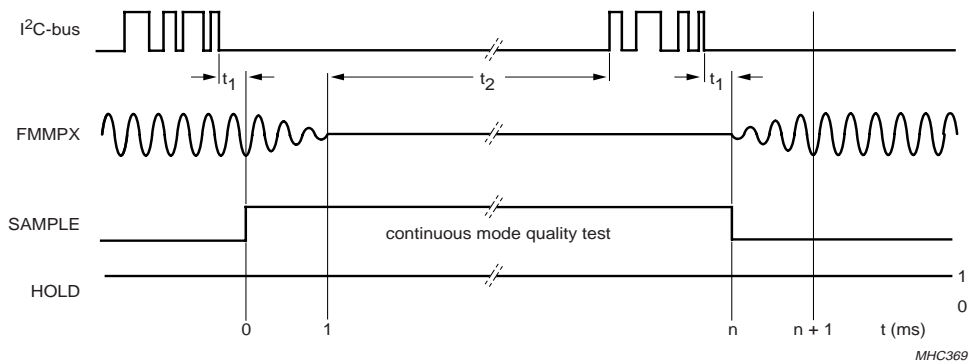 I²C-bus
t₁
t₂
t₁
FMMPX
SAMPLE
continuous mode quality test
HOLD
1
0
0 1 n n + 1 t (ms)
MHC369